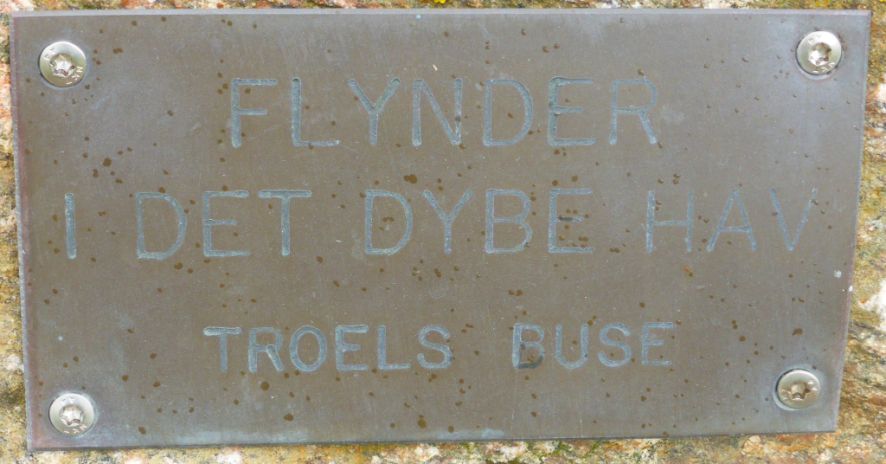 FLYNDER
I DET DYBE HAV
TROELS BUSE